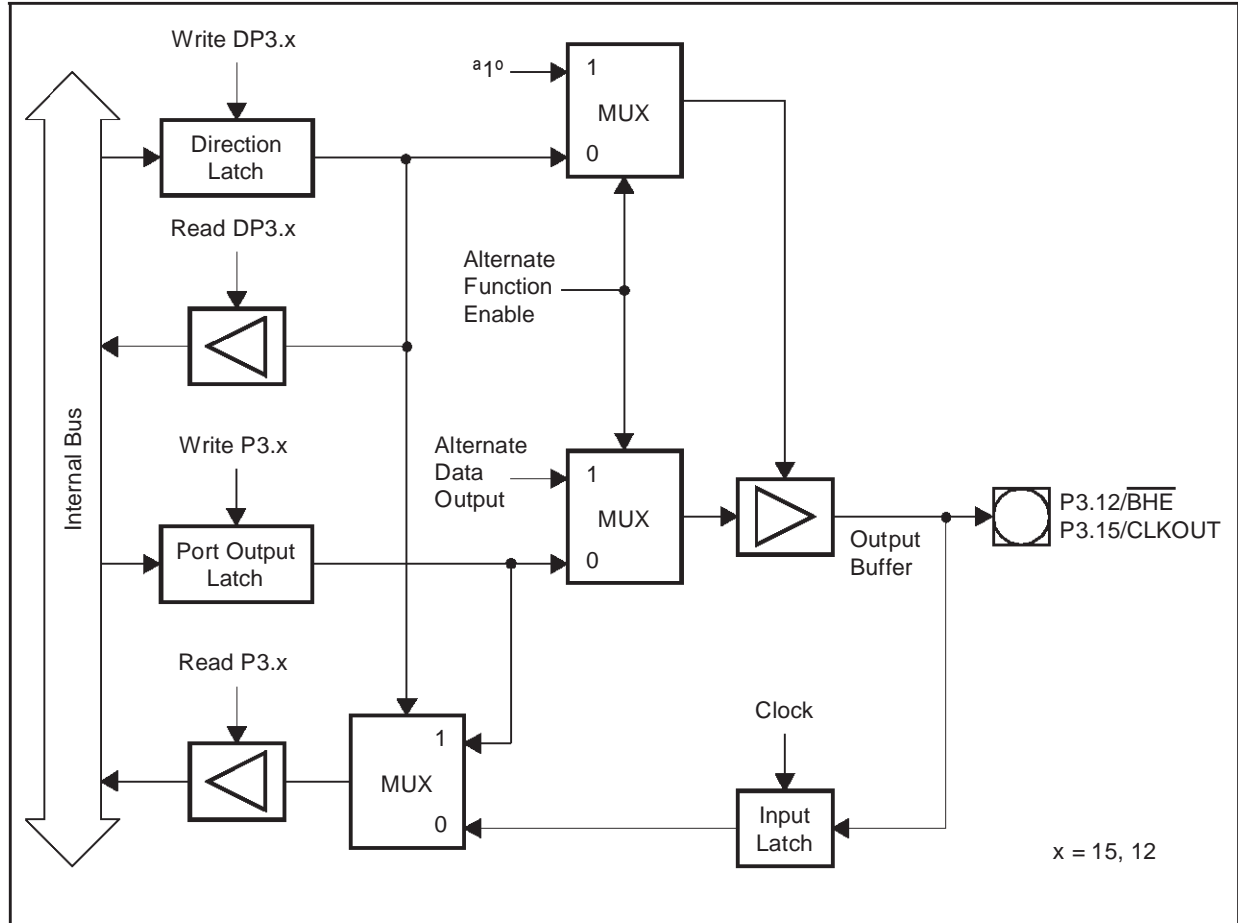 Write DP3.x
ª1º
1
MUX
0
Direction
Latch
Read DP3.x
Alternate
Function
Enable
Internal Bus
Write P3.x
Alternate
Data
Output
1
MUX
0
P3.12/BHE
P3.15/CLKOUT
Output
Buffer
Port Output
Latch
Read P3.x
Clock
1
MUX
0
Input
Latch
x = 15, 12